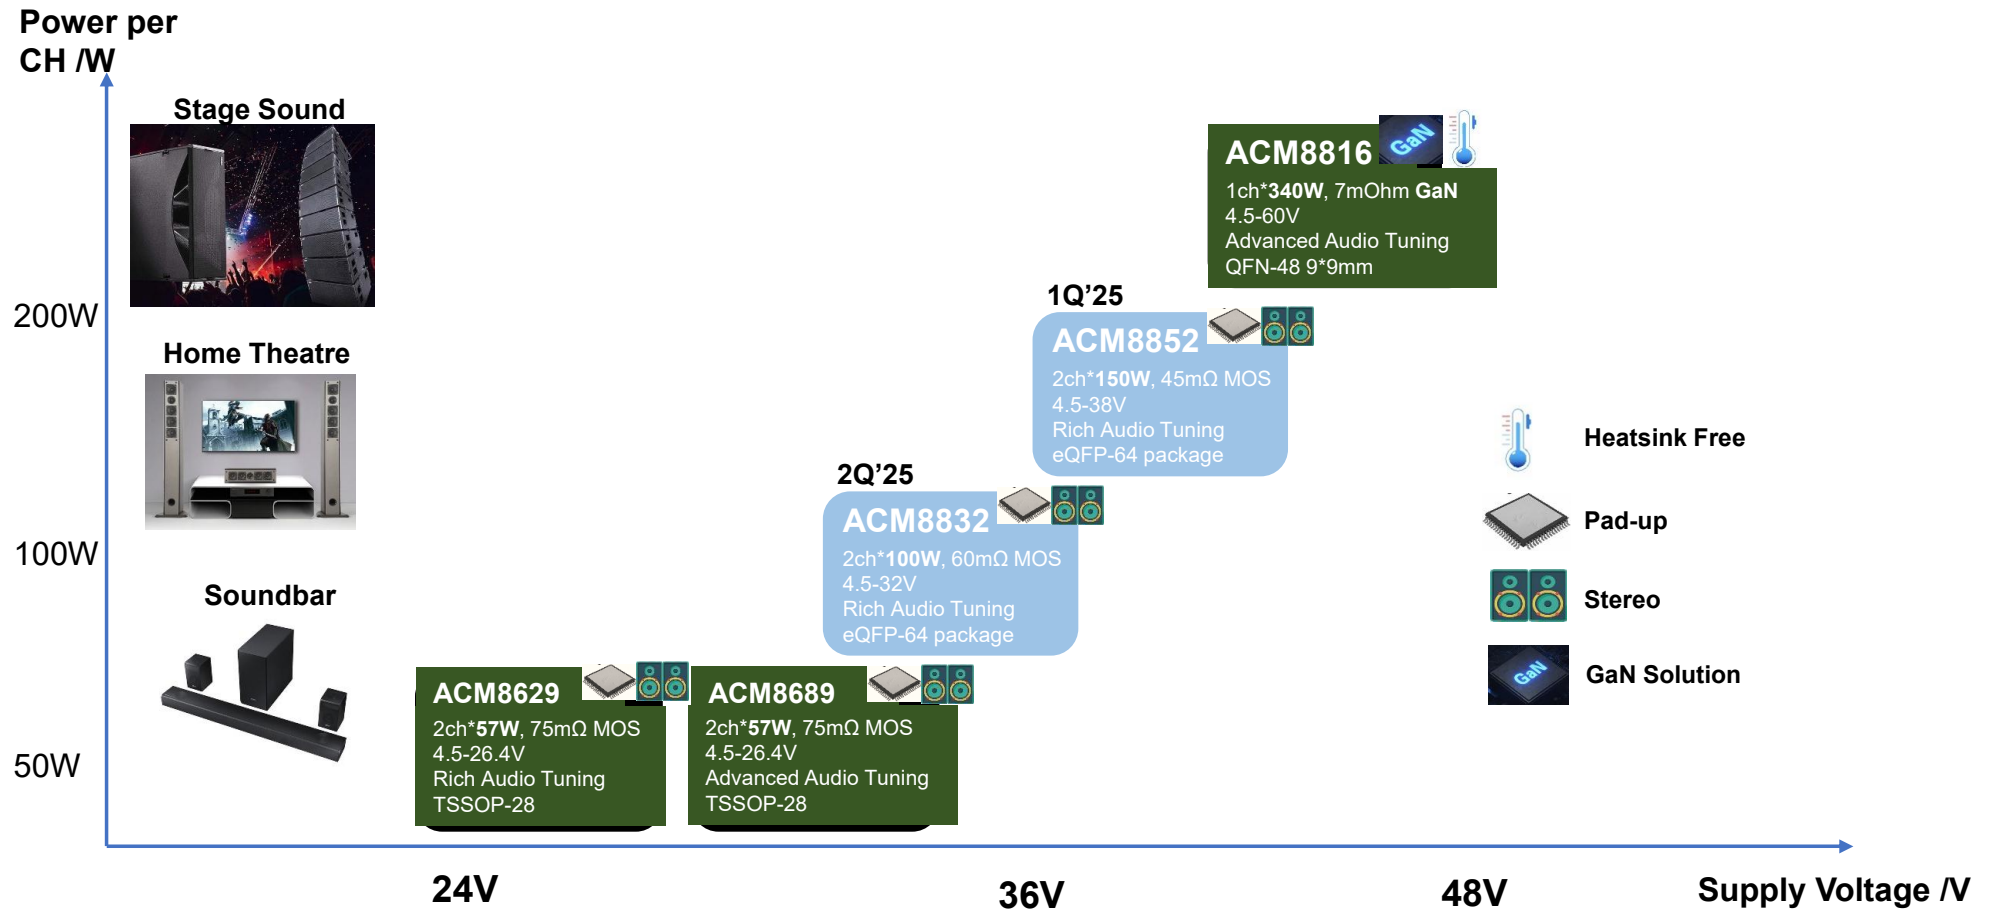 Power per
CH /W
Stage Sound
200W
Home Theatre
100W
Soundbar
50W
ACM8816
GaN
1ch*340W, 7mOhm GaN
4.5-60V
Advanced Audio Tuning
QFN-48 9*9mm
1Q’25
ACM8852
2ch*150W, 45mΩ MOS
4.5-38V
Rich Audio Tuning
eQFP-64 package
2Q’25
ACM8832
2ch*100W, 60mΩ MOS
4.5-32V
Rich Audio Tuning
eQFP-64 package
ACM8629
2ch*57W, 75mΩ MOS
4.5-26.4V
Rich Audio Tuning
TSSOP-28
ACM8689
2ch*57W, 75mΩ MOS
4.5-26.4V
Advanced Audio Tuning
TSSOP-28
Heatsink Free
Pad-up
Stereo
GaN
GaN Solution
24V
36V
48V
Supply Voltage /V